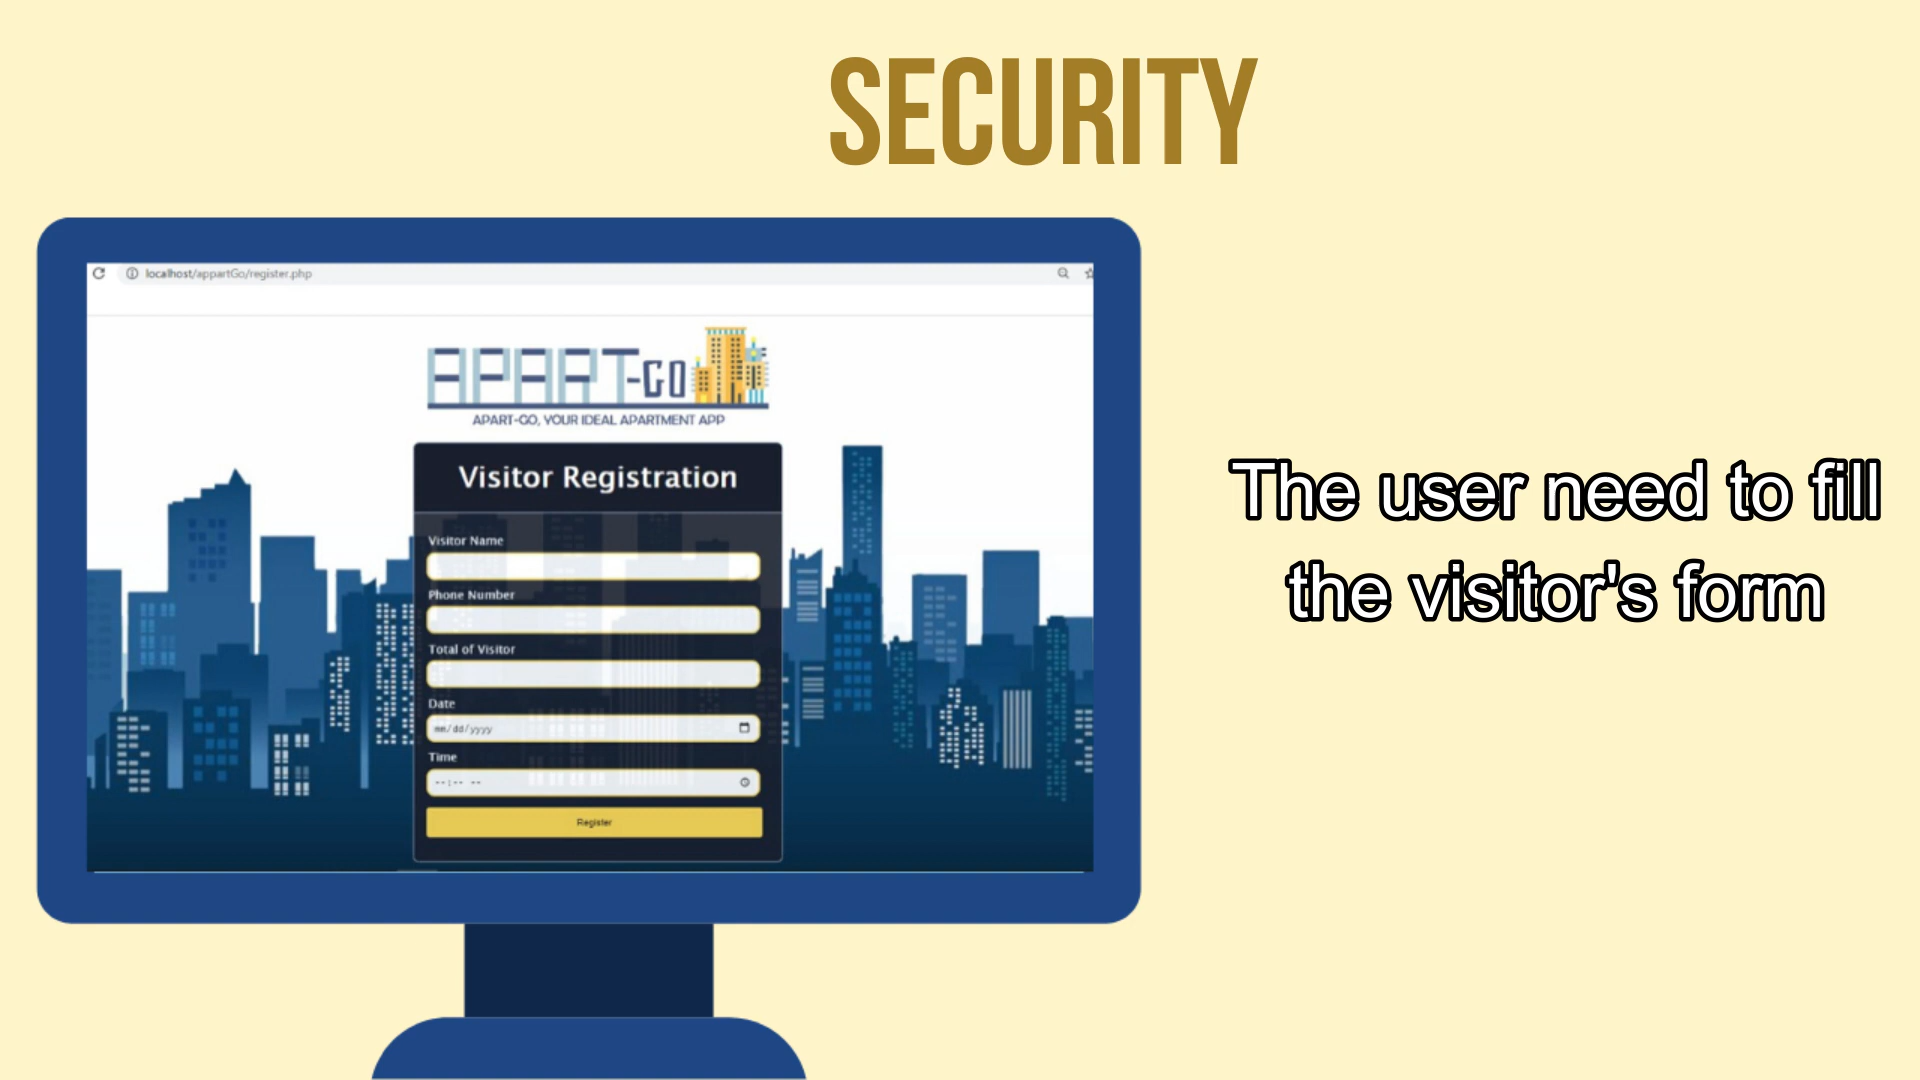 SECURITY
localhost/appartGo/register.php
APART-GO
APART-GO, YOUR IDEAL APARTMENT APP
Visitor Registration
Visitor Name
Phone Number
Total of Visitor
Date
mm/dd/yyyy
Time
--:-- --
Register
The user need to fill
the visitor's form